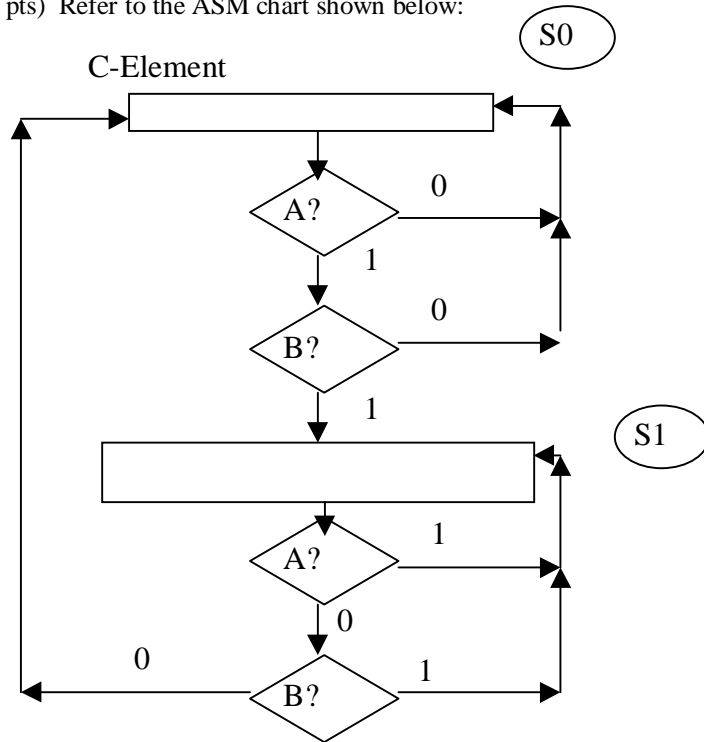 pts) Refer to the ASM chart shown below:
S0
C-Element
A?
0
1
B?
0
1
S1
A?
1
0
B?
0
1